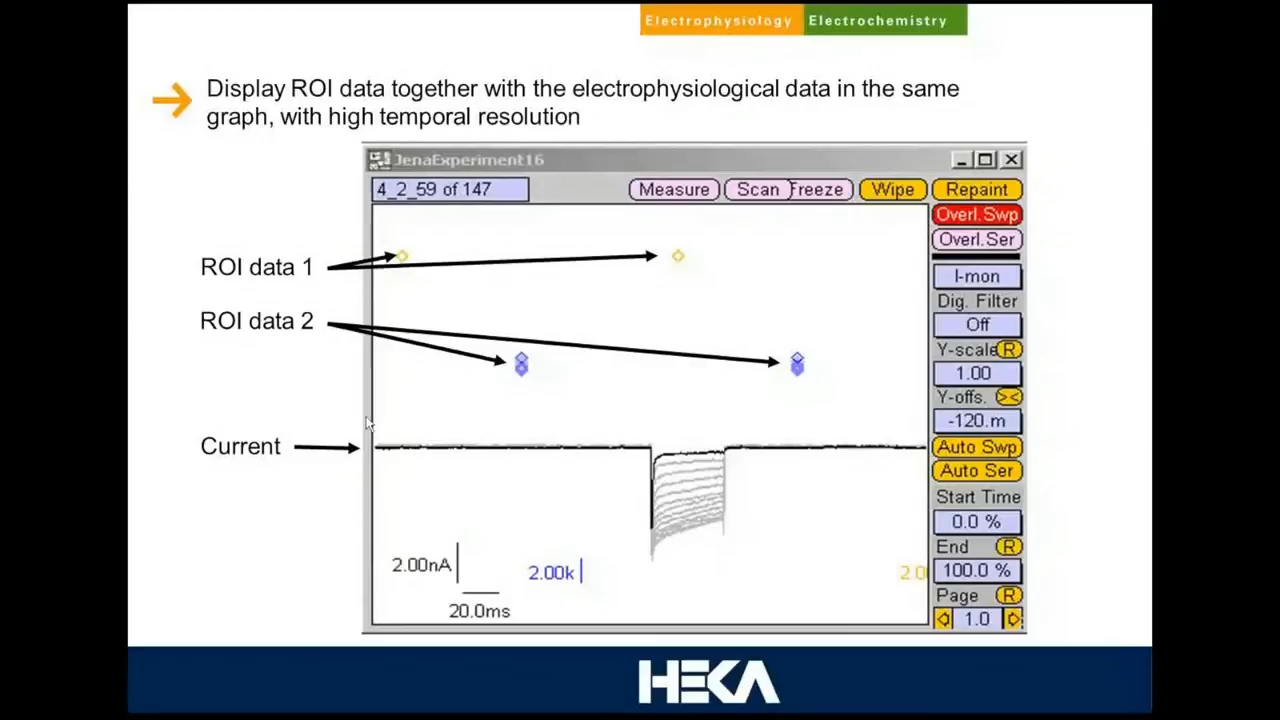 Electrophysiology Electrochemistry
Display ROI data together with the electrophysiological data in the same
graph, with high temporal resolution
JenaExperiment16
4_2_59 of 147
Measure
Scan
Freeze
Wipe
Repaint
Overl.Swp
Overl.Ser
I-mon
Dig. Filter
Off
Y-scale R
1.00
Y-offs. ><
-120.m
Auto Swp
Auto Ser
Start Time
0.0 %
End R
100.0 %
Page R
1.0
ROI data 1
ROI data 2
Current
2.00nA
20.0ms
2.00k
2.0
HEKA